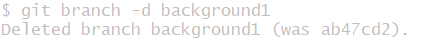 $ git branch -d background1
Deleted branch background1 (was ab47cd2).